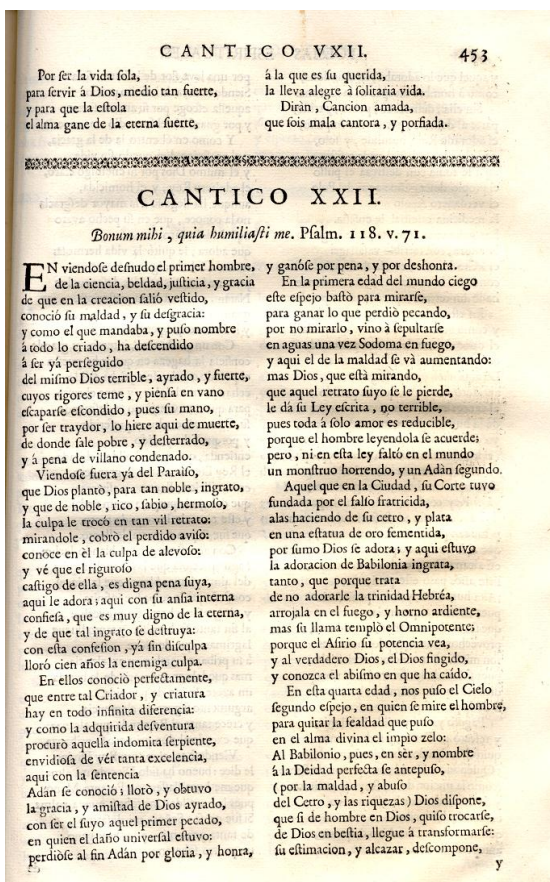 CANTICO VXII. 453
Por ſer la vida ſola,
para ſervir à Dios, medio tan fuerte,
y para que la eſtola
el alma gane de la eterna ſuerte,
á la que es ſu querida,
la lleva alegre à ſolitaria vida.
Diràn, Cancion amada,
que ſois mala cantora, y porfiada.
CANTICO XXII.
Bonum mihi, quia humiliaſti me. Pſalm. 118. v. 71.
EN viendoſe deſnudo el primer hombre,
de la ciencia, beldad, juſticia, y gracia
de que en la creacion ſaliò veſtido,
conociò ſu maldad, y ſu deſgracia:
y como el que mandaba, y puſo nombre
á todo lo criado, ha deſcendido
á ſer yá perſeguido
del miſmo Dios terrible, ayrado, y fuerte,
cuyos rigores teme, y pienſa en vano
eſcaparſe eſcondido, pues ſu mano,
por ſer traydor, lo hiere aqui de muerte,
de donde ſale pobre, y deſterrado,
y á pena de villano condenado.
Viendoſe fuera yá del Paraiſo,
que Dios plantò, para tan noble, ingrato,
y que de noble, rico, ſabio, hermoſo,
la culpa le trocò en tan vil retrato:
mirandole, cobrò el perdido aviſo:
conoce en èl la culpa de alevoſo:
y vé que el riguroſo
caſtigo de ella, es digna pena ſuya,
aqui le adora; aqui con ſu anſia interna
confieſa, que es muy digno de la eterna,
y de que tal ingrato ſe deſtruya:
con eſta confeſion, yá ſin diſculpa
lloró cien años la enemiga culpa.
En ellos conociò perfectamente,
que entre tal Criador, y criatura
hay en todo infinita diferencia:
y como la adquirida deſventura
procurò aquella indomita ſerpiente,
envidioſa de vér tanta excelencia,
aqui con la ſentencia
Adán ſe conociò; llorò, y obtuvo
la gracia, y amiſtad de Dios ayrado,
con ſer el ſuyo aquel primer pecado,
en quien el daño univerſal eſtuvo:
perdiòſe al fin Adán por gloria, y honra,
y ganóſe por pena, y por deshonra.
En la primera edad del mundo ciego
eſte eſpejo baſtò para mirarſe,
para ganar lo que perdiò pecando,
por no mirarlo, vino à ſepultarſe
en aguas una vez Sodoma en fuego,
y aqui el de la maldad ſe và aumentando:
mas Dios, que eſtà mirando,
que aquel retrato ſuyo ſe le pierde,
le dá ſu Ley eſcrita, no terrible,
pues toda á ſolo amor es reducible,
porque el hombre leyendola ſe acuerde;
pero, ni en eſta ley faltó en el mundo
un monſtruo horrendo, y un Adàn ſegundo.
Aquel que en la Ciudad, ſu Corte tuvo
fundada por el falſo fratricida,
alas haciendo de ſu cetro, y plata
en una eſtatua de oro fementida,
por ſumo Dios ſe adora; y aqui eſtuvo
la adoracion de Babilonia ingrata,
tanto, que porque trata
de no adorarle la trinidad Hebréa,
arrojala en el fuego, y horno ardiente,
mas ſu llama templò el Omnipotente;
porque el Aſirio ſu potencia vea,
y al verdadero Dios, el Dios fingido,
y conozca el abiſmo en que ha caído.
En eſta quarta edad, nos puſo el Cielo
ſegundo eſpejo, en quien ſe mire el hombre,
para quitar la fealdad que puſo
en el alma divina el impio zelo:
Al Babilonio, pues, en ser, y nombre
á la Deidad perfecta ſe antepuſo,
(por la maldad, y abuſo
del Cetro, y las riquezas) Dios diſpone,
que ſi de hombre en Dios, quiſo trocarſe,
de Dios en beſtia, llegue á transformarſe:
ſu eſtimacion, y alcazar, deſcompone,
y